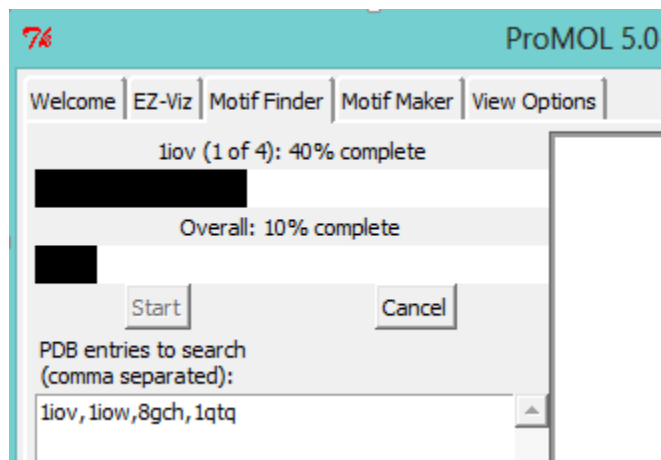 7k ProMOL 5.0
Welcome EZ-Viz Motif Finder Motif Maker View Options
1iov (1 of 4): 40% complete
Overall: 10% complete
Start Cancel
PDB entries to search
(comma separated):
1iov,1iow,8gch,1qtq